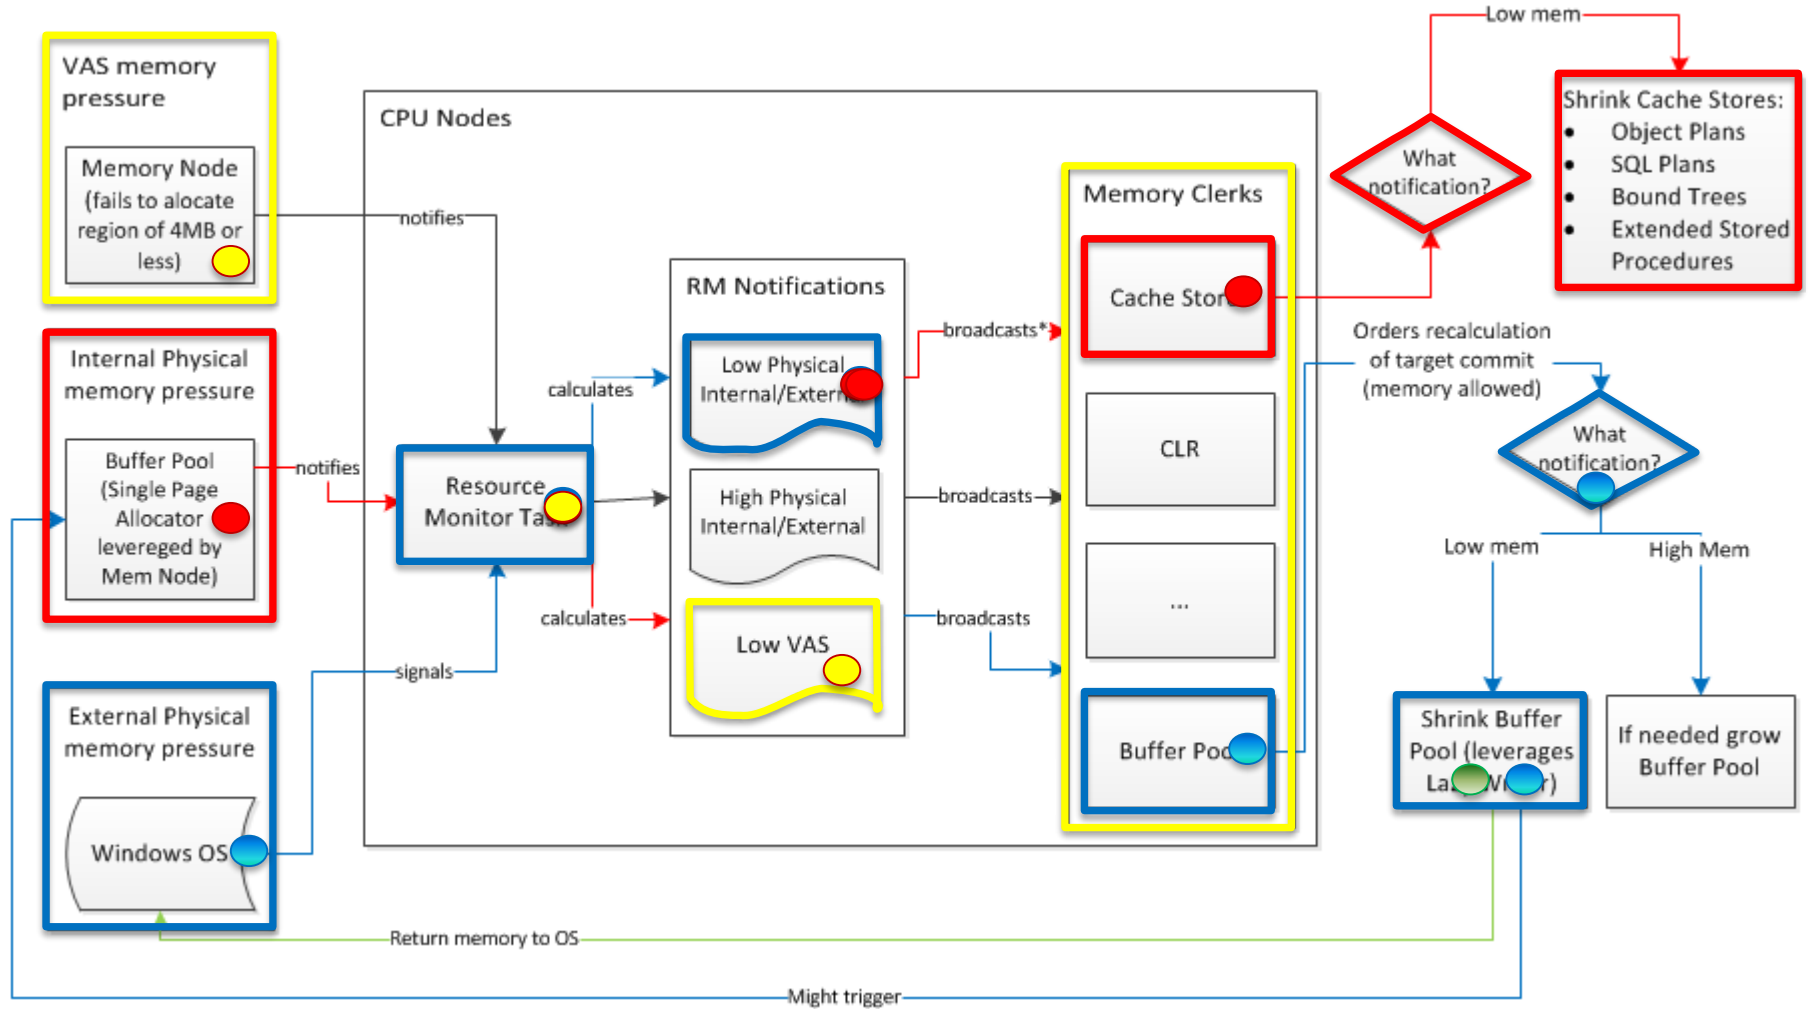 VAS memory
pressure
Memory Node
(fails to alocate
region of 4MB or
less)
Internal Physical
memory pressure
Buffer Pool
(Single Page
Allocator
levereged by
Mem Node)
External Physical
memory pressure
Windows OS
notifies
notifies
signals
CPU Nodes
Resource
Monitor Task
calculates
calculates
RM Notifications
Low Physical
Internal/External
High Physical
Internal/External
Low VAS
broadcasts*
broadcasts
broadcasts
Memory Clerks
Cache Stor
CLR
...
Buffer Poo
Low mem
What
notification?
Shrink Cache Stores:
• Object Plans
• SQL Plans
• Bound Trees
• Extended Stored
Procedures
Orders recalculation
of target commit
(memory allowed)
What
notification?
Low mem
High Mem
Shrink Buffer
Pool (leverages
If needed grow
Buffer Pool
Return memory to OS
Might trigger